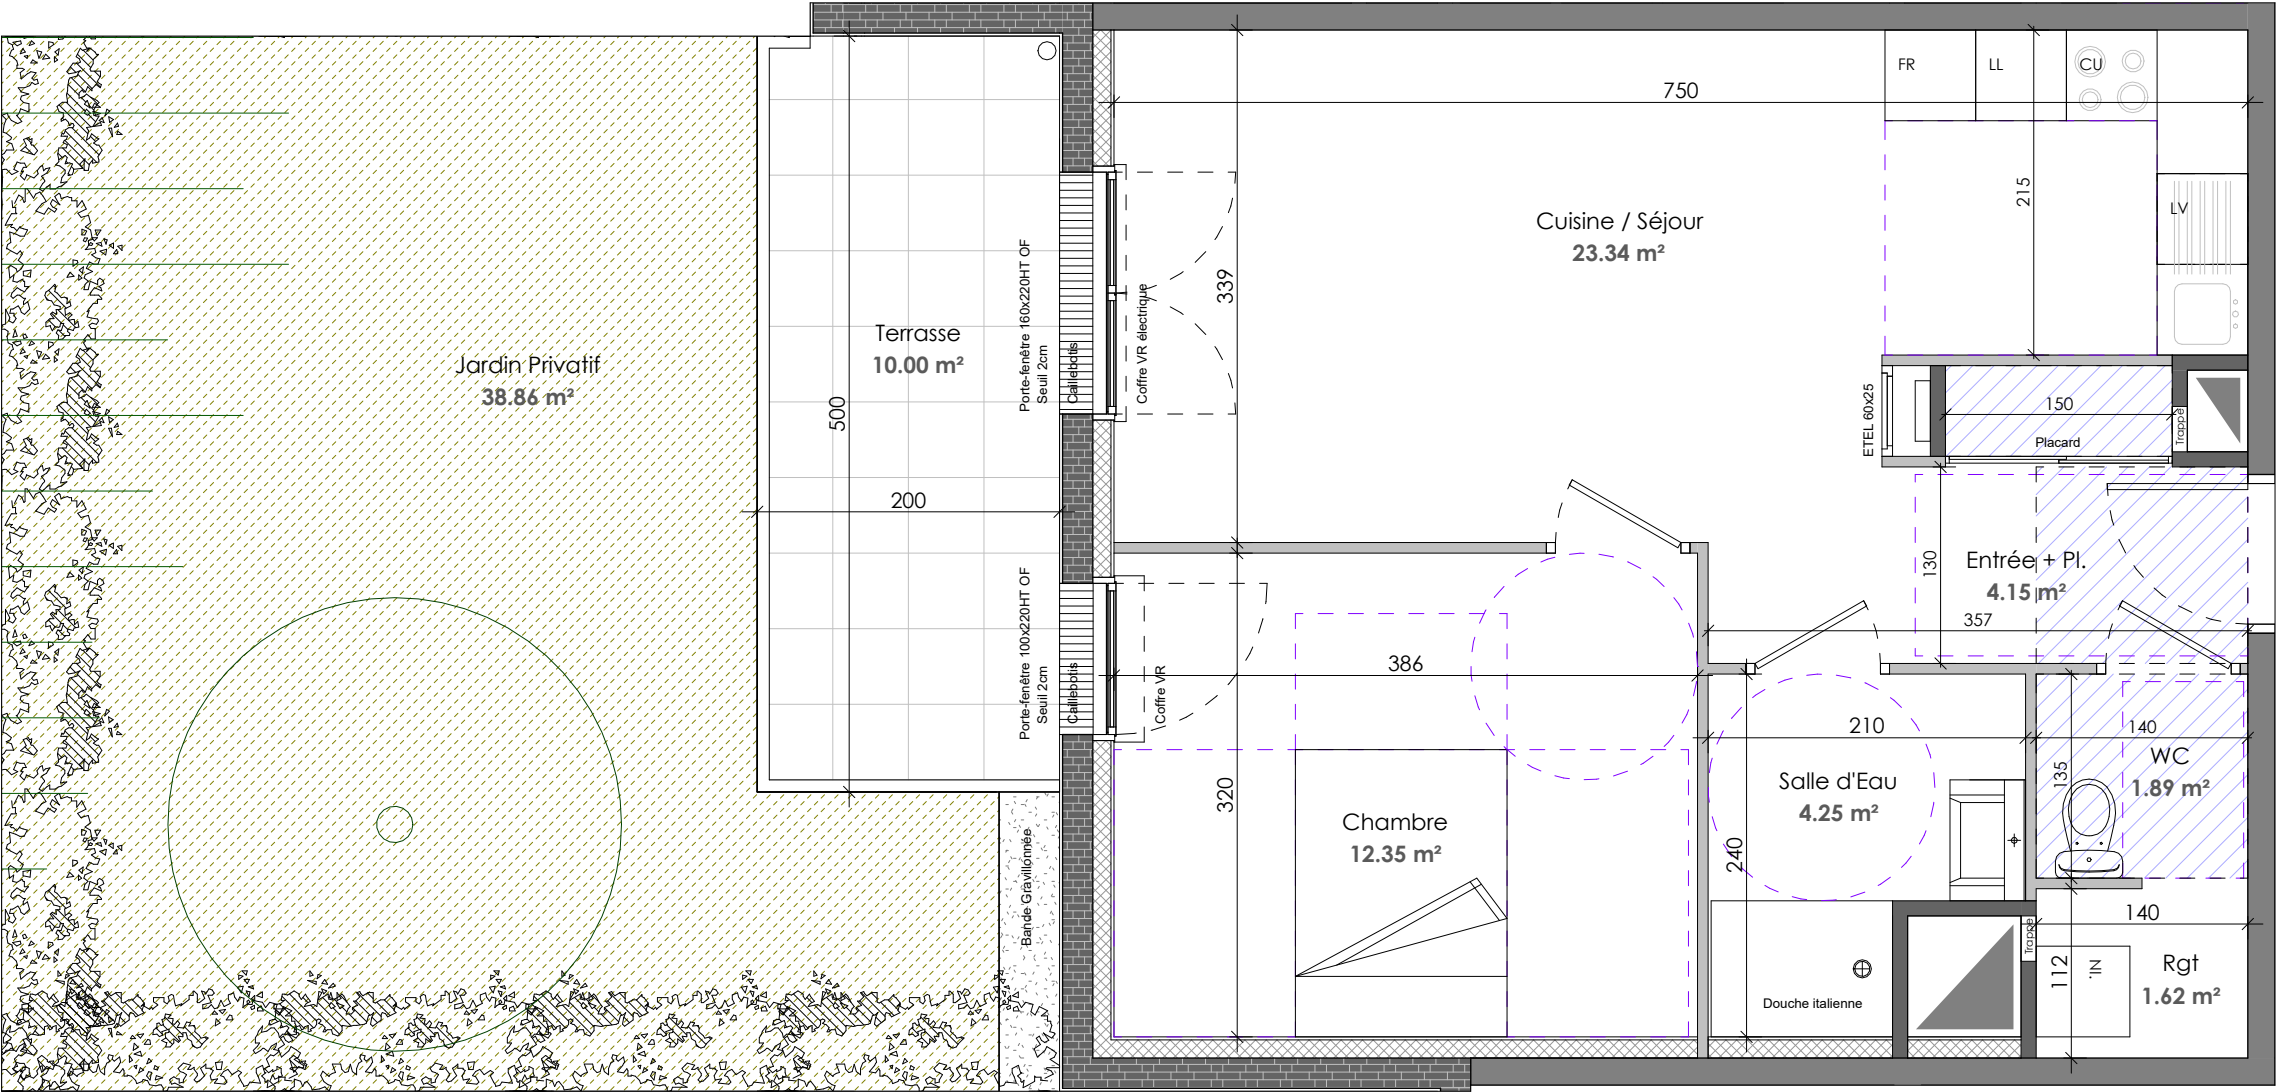 FR
LL
CU
750
215
LV
Cuisine / Séjour
23.34 m²
339
Porte-fenêtre 160x220HT OF
Seuil 2cm
Caillebotis
Coffre VR électrique
Terrasse
10.00 m²
Jardin Privatif
38.86 m²
500
200
ETEL 60x25
150
Placard
Trappe
130
Entrée + Pl.
4.15 m²
357
Porte-fenêtre 100x220HT OF
Seuil 2cm
Caillebotis
Coffre VR
386
320
Chambre
12.35 m²
210
Salle d'Eau
4.25 m²
240
140
135
WC
1.89 m²
Bande Gravillonnée
Douche italienne
Trappe
140
112
NI.
Rgt
1.62 m²